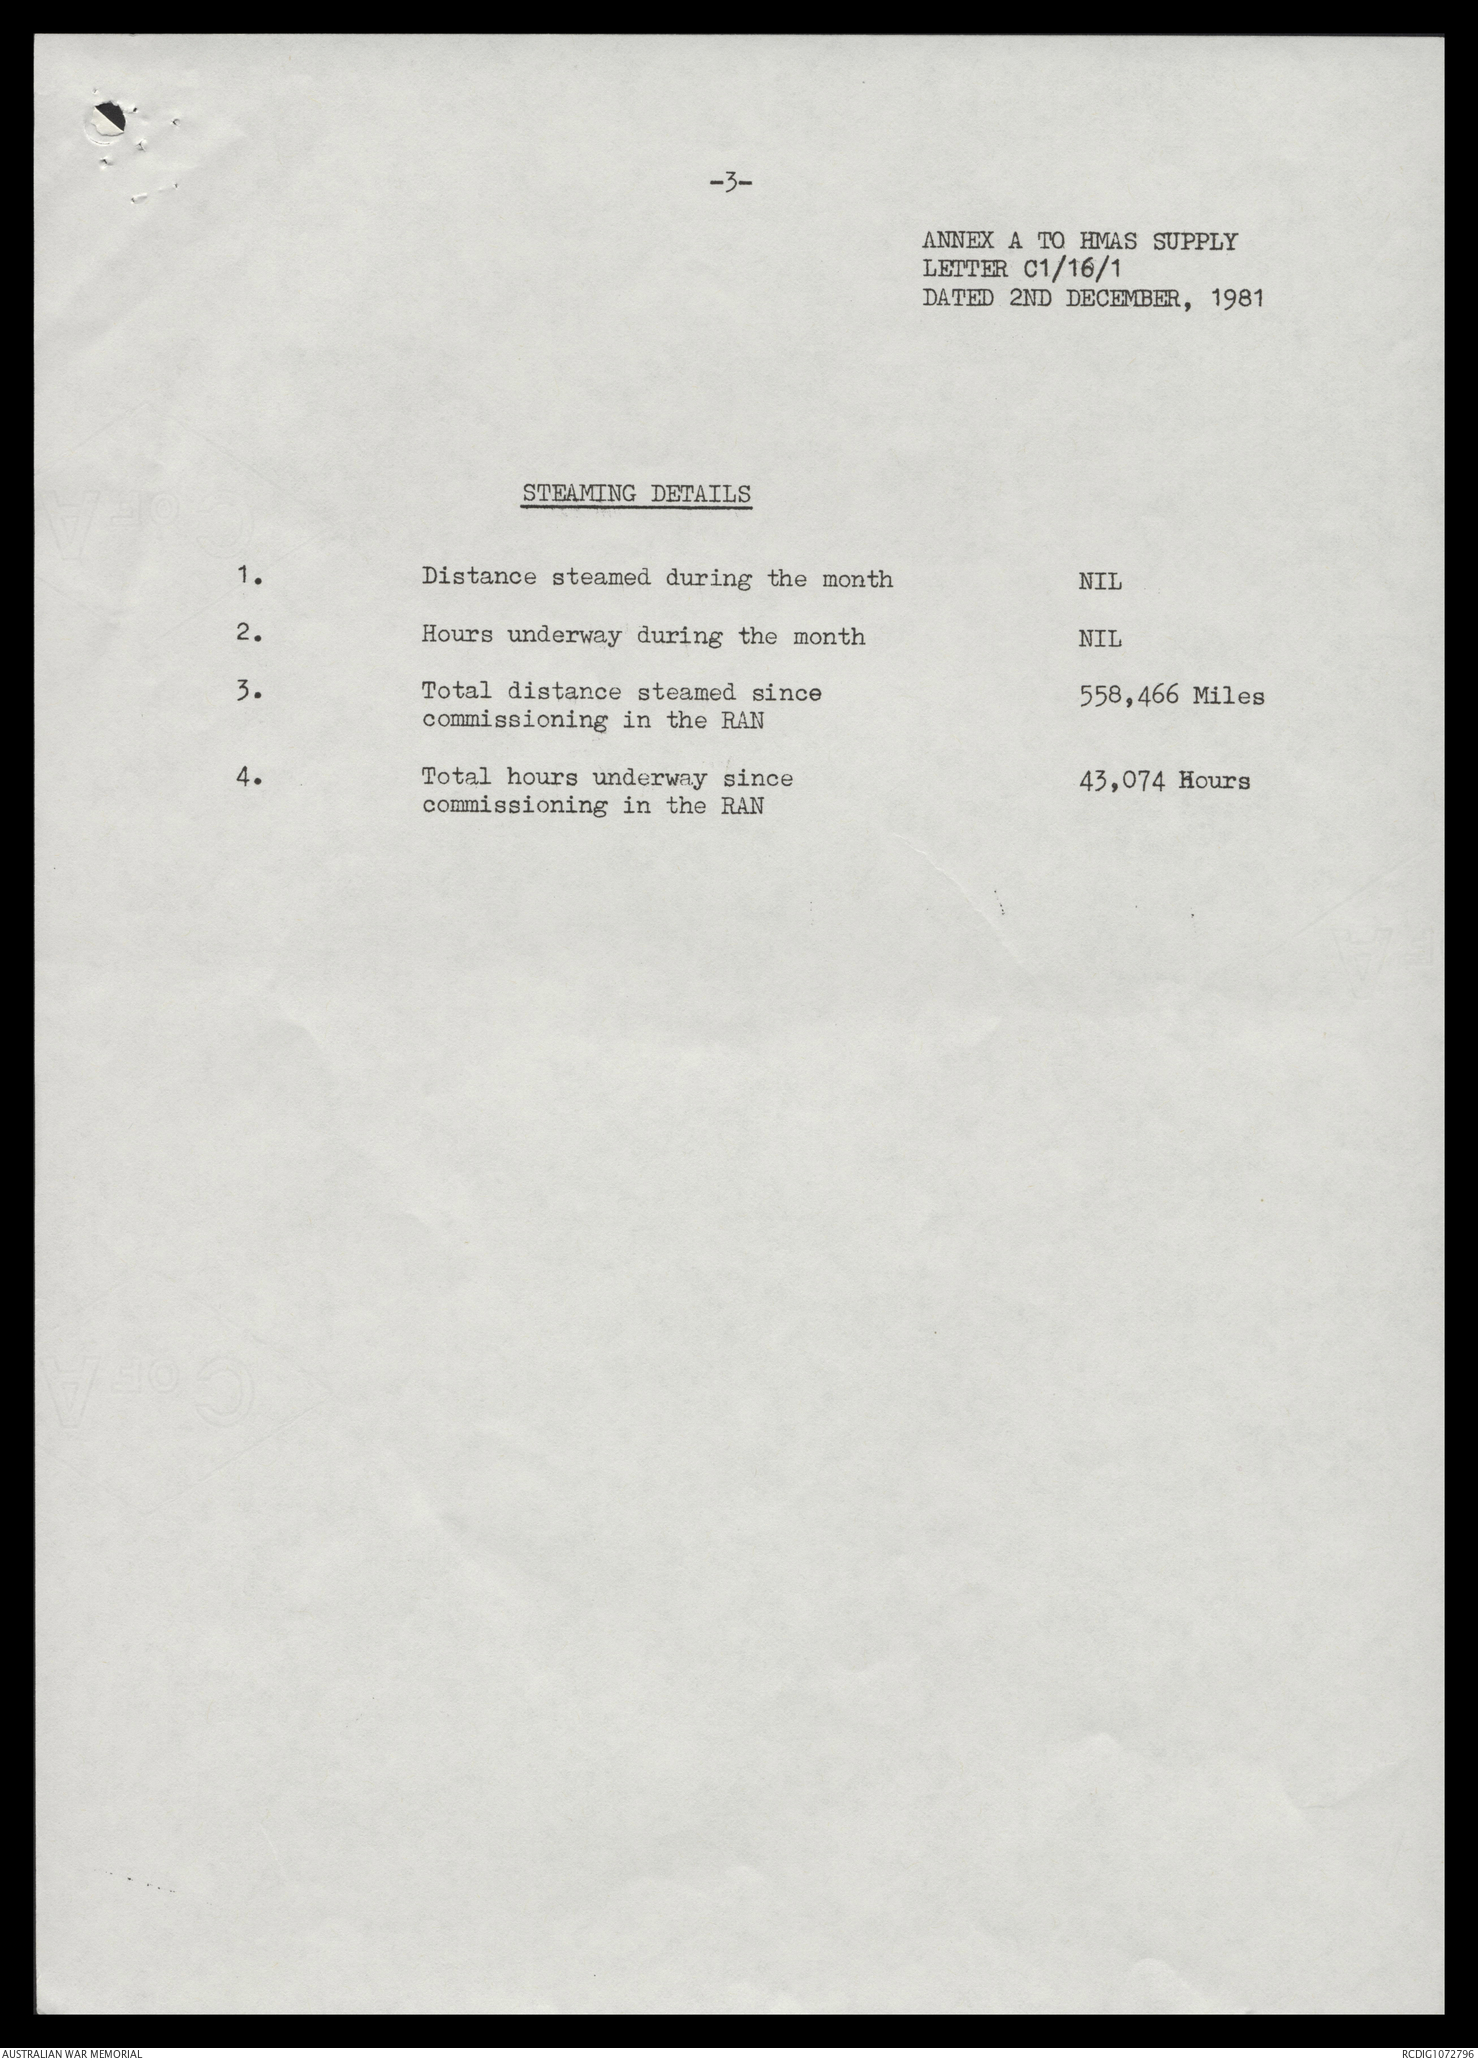 -3-
ANNEX A TO HMAS SUPPLY
LETTER C1/16/1
DATED 2ND DECEMBER, 1981
STEAMING DETAILS
1. Distance steamed during the month NIL
2. Hours underway during the month NIL
3. Total distance steamed since 558,466 Miles
commissioning in the RAN
4. Total hours underway since 43,074 Hours
commissioning in the RAN
C OF A
F A
C OF A
AUSTRALIAN WAR MEMORIAL RCDIG1072796